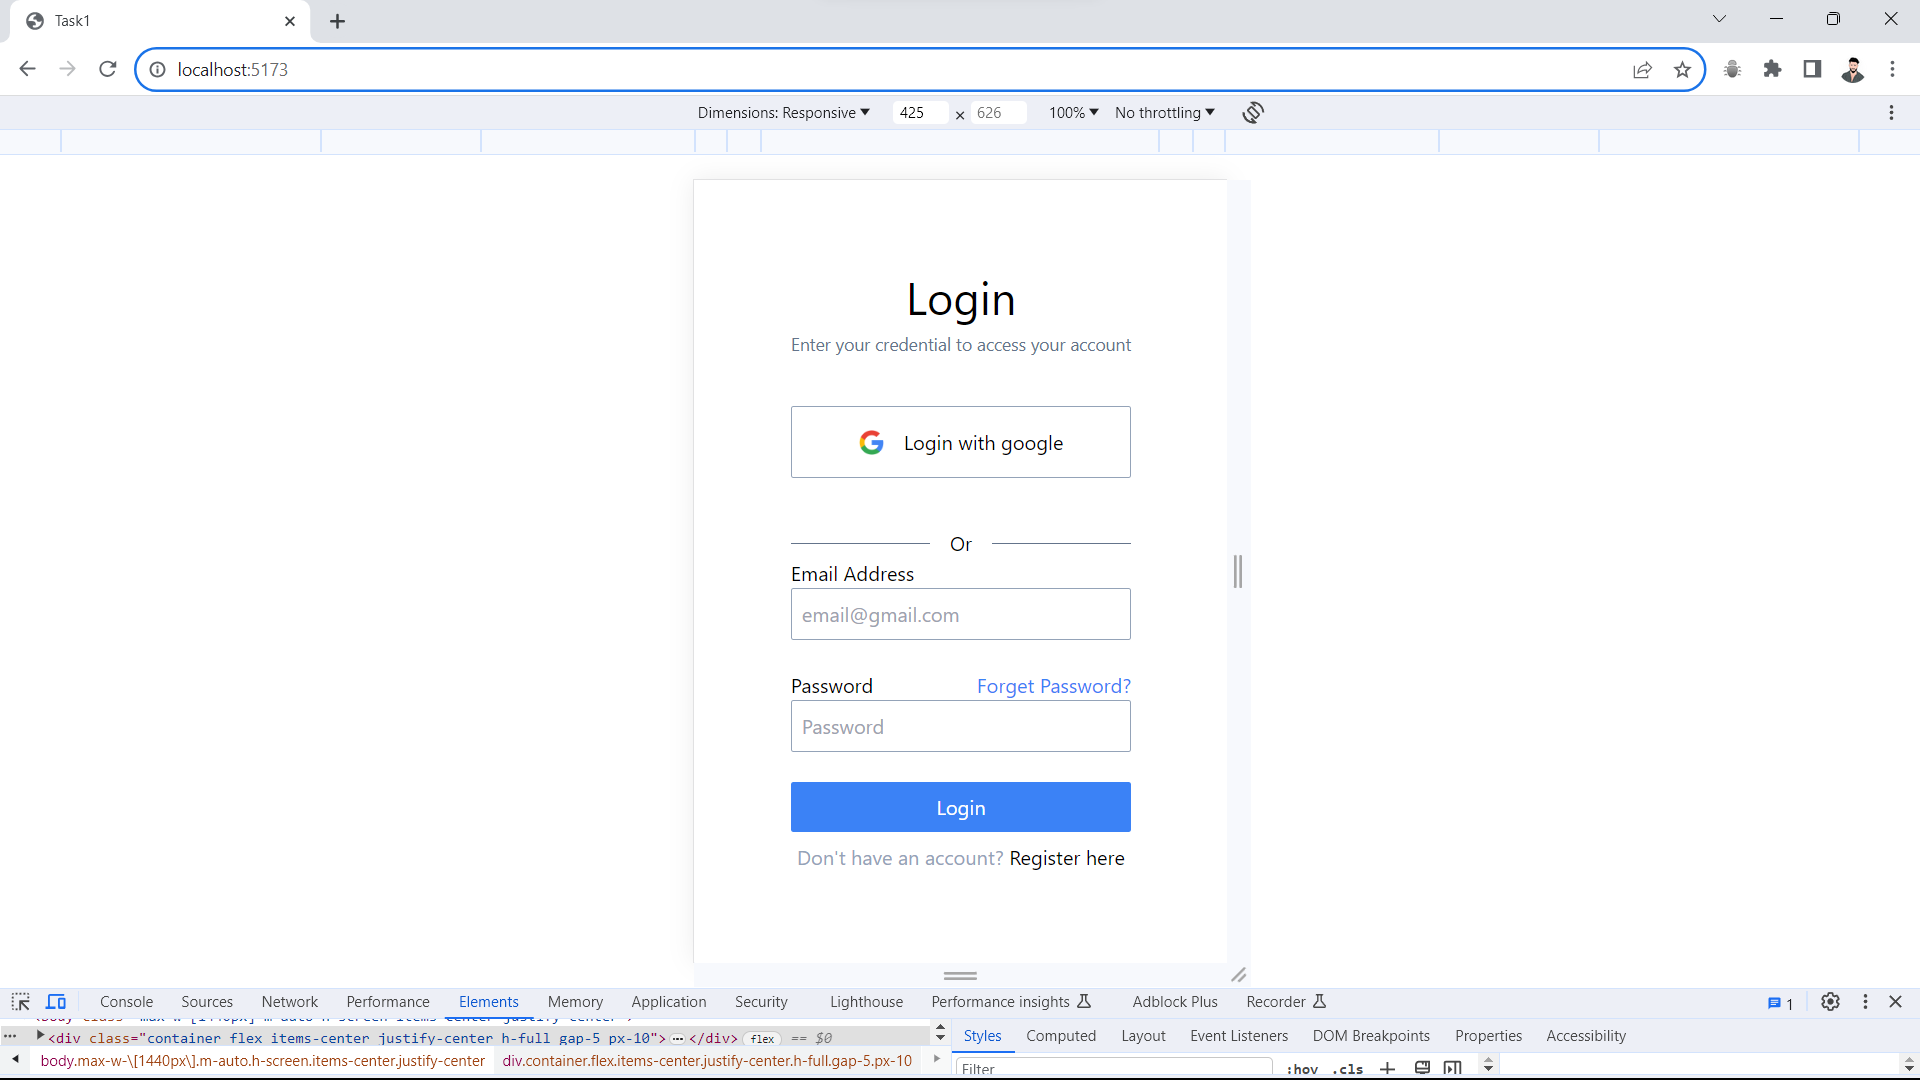 Task1
localhost:5173
Dimensions: Responsive 425 × 626 100% No throttling
Login
Enter your credential to access your account
Login with google
Or
Email Address
email@gmail.com
Password Forget Password?
Password
Login
Don't have an account? Register here
Console Sources Network Performance Elements Memory Application Security Lighthouse Performance insights Adblock Plus Recorder 1
<div class="container flex items-center justify-center h-full gap-5 px-10"> … </div> flex == $0
Styles Computed Layout Event Listeners DOM Breakpoints Properties Accessibility
body.max-w-\[1440px\].m-auto.h-screen.items-center.justify-center div.container.flex.items-center.justify-center.h-full.gap-5.px-10
Filter :hov .cls